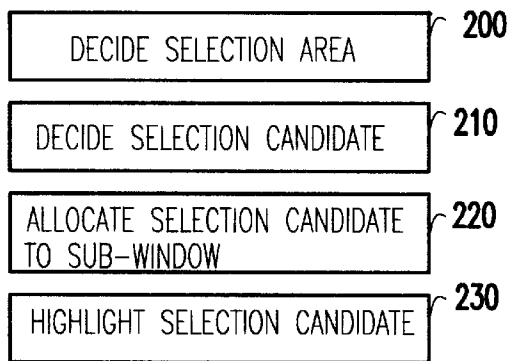 DECIDE SELECTION AREA 200
DECIDE SELECTION CANDIDATE 210
ALLOCATE SELECTION CANDIDATE 220
TO SUB-WINDOW
HIGHLIGHT SELECTION CANDIDATE 230